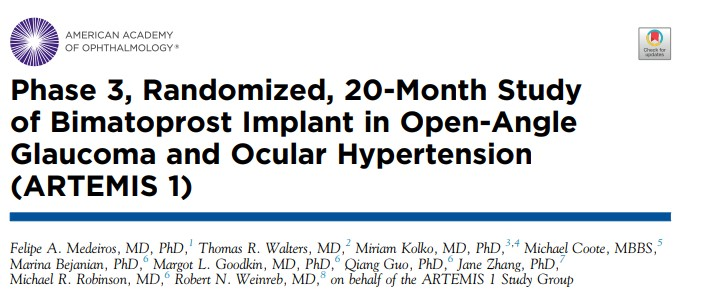 AMERICAN ACADEMY
OF OPHTHALMOLOGY®
Check for
updates
Phase 3, Randomized, 20-Month Study
of Bimatoprost Implant in Open-Angle
Glaucoma and Ocular Hypertension
(ARTEMIS 1)
Felipe A. Medeiros, MD, PhD,1 Thomas R. Walters, MD,2 Miriam Kolko, MD, PhD,3,4 Michael Coote, MBBS,5
Marina Bejanian, PhD,6 Margot L. Goodkin, MD, PhD,6 Qiang Guo, PhD,6 Jane Zhang, PhD,7
Michael R. Robinson, MD,6 Robert N. Weinreb, MD,8 on behalf of the ARTEMIS 1 Study Group